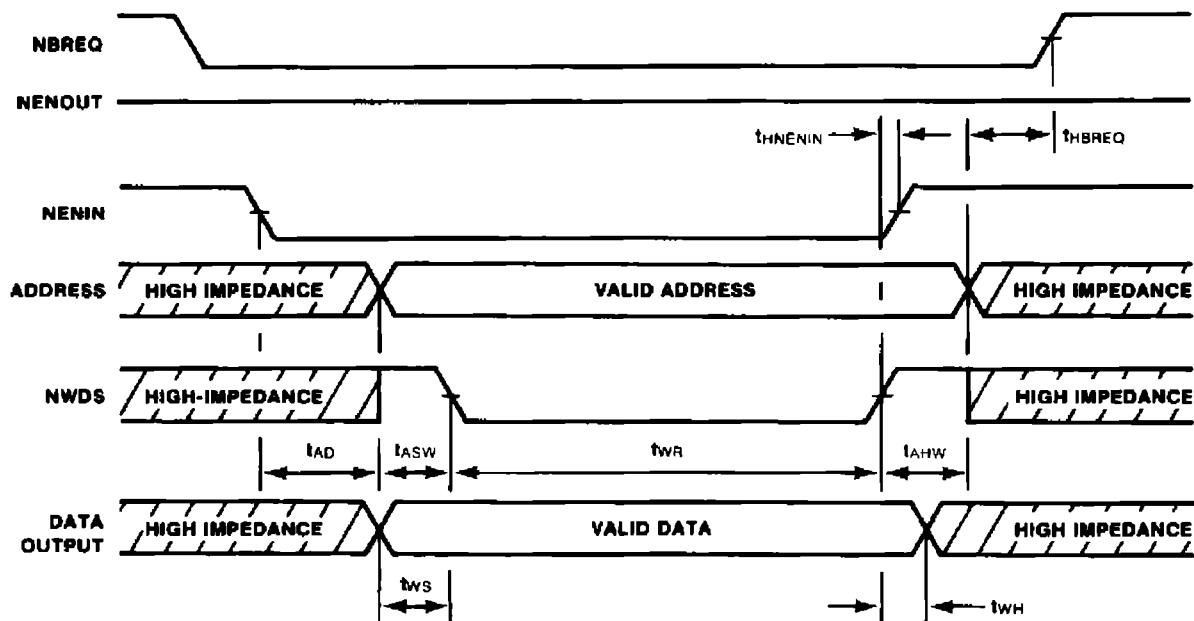 NBREQ
NENOUT
tHNENIN
tHBREQ
NENIN
ADDRESS
HIGH IMPEDANCE
VALID ADDRESS
HIGH IMPEDANCE
NWDS
HIGH-IMPEDANCE
HIGH IMPEDANCE
tAD
tASW
tWR
tAHW
DATA
OUTPUT
HIGH IMPEDANCE
VALID DATA
HIGH IMPEDANCE
tWS
tWH